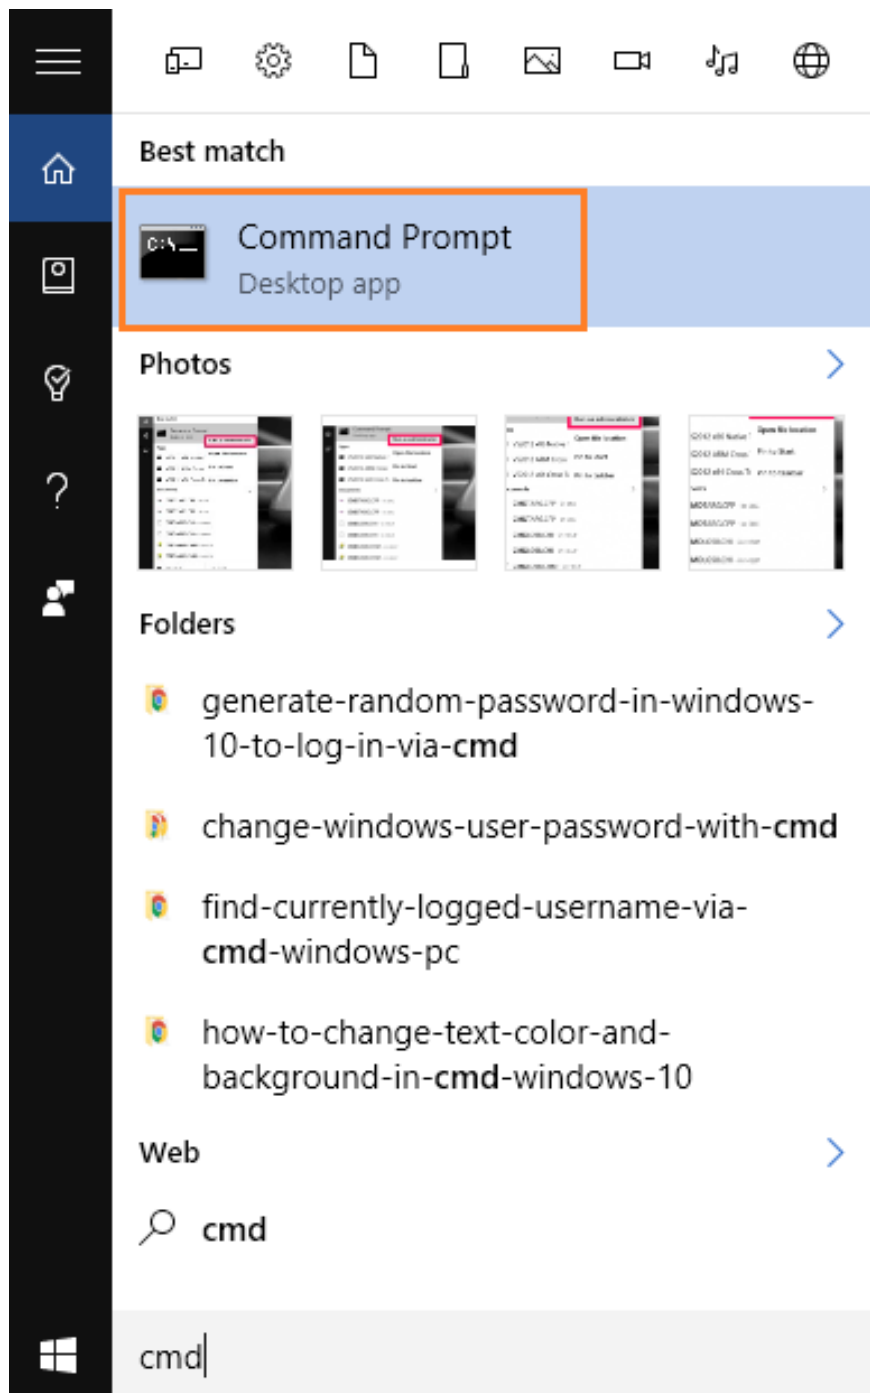 Best match
C:\_
Command Prompt
Desktop app
Photos
Folders
generate-random-password-in-windows-
10-to-log-in-via-cmd
change-windows-user-password-with-cmd
find-currently-logged-username-via-
cmd-windows-pc
how-to-change-text-color-and-
background-in-cmd-windows-10
Web
cmd
cmd